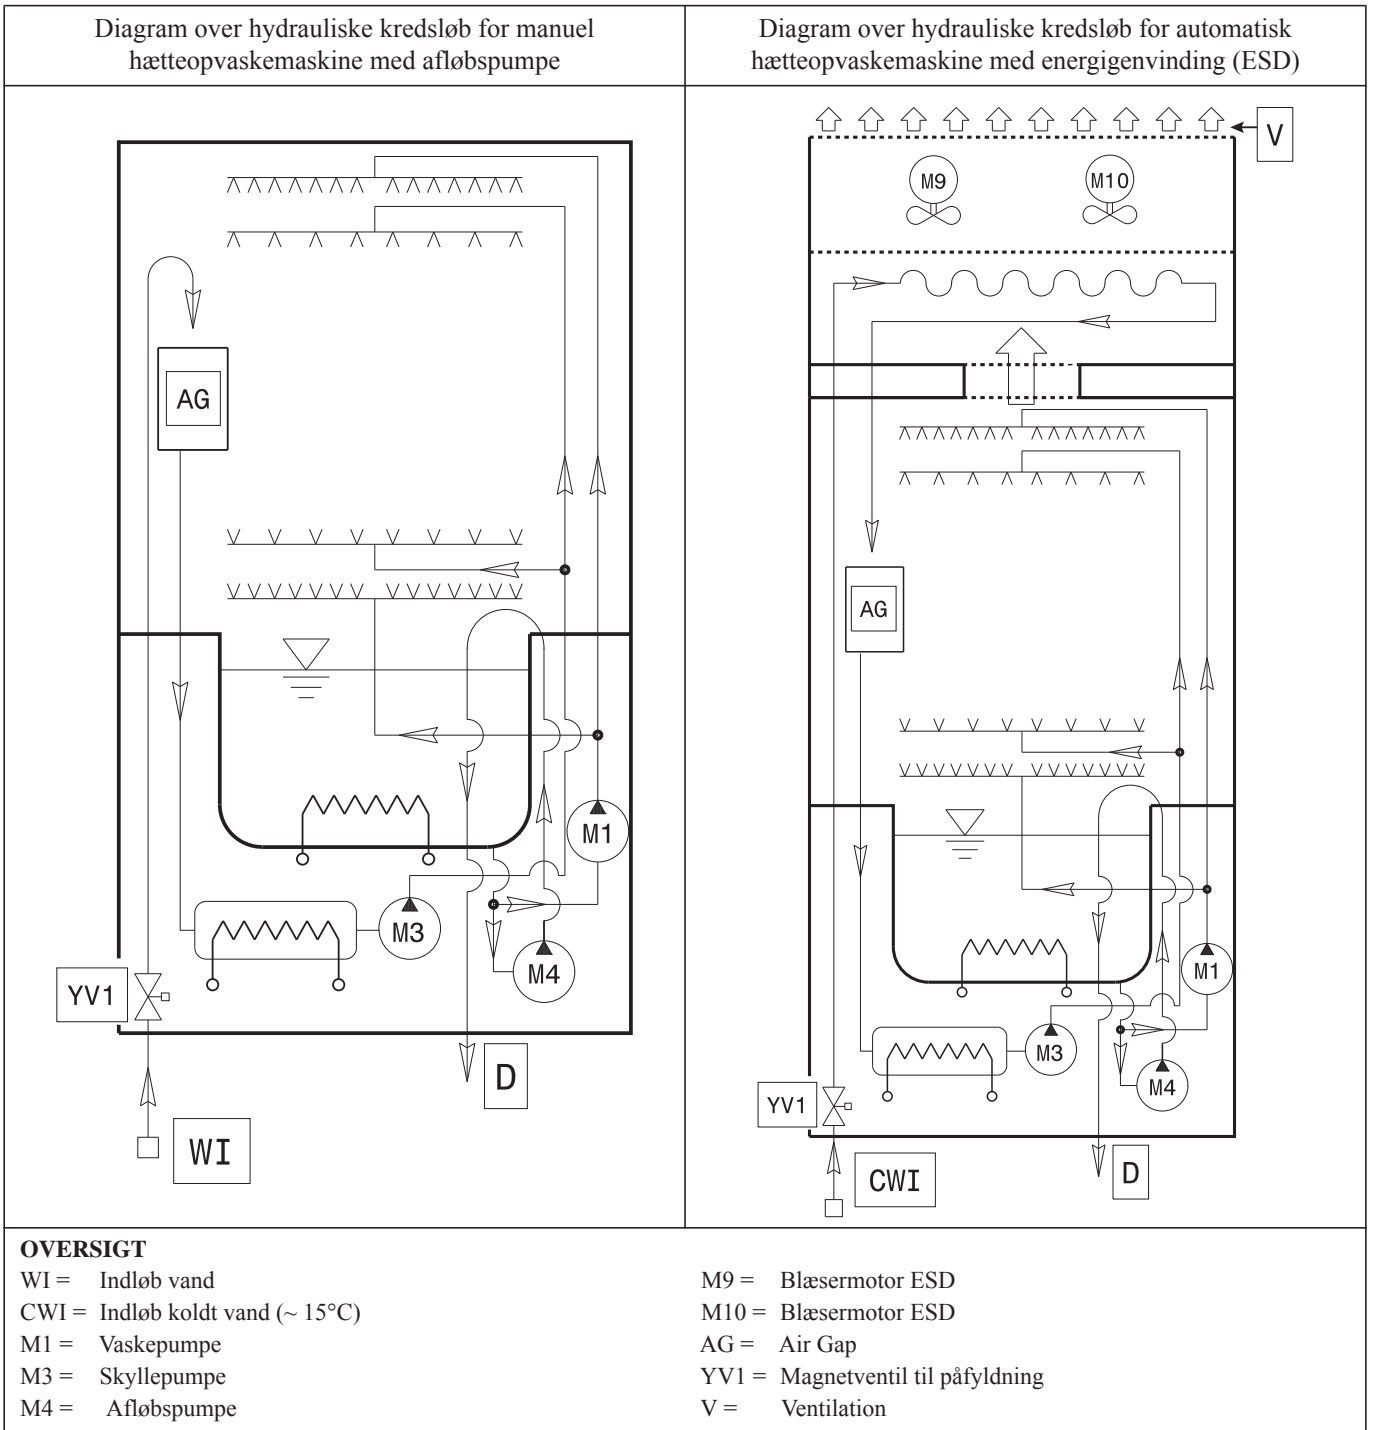 Diagram over hydrauliske kredsløb for manuel
hætteopvaskemaskine med afløbspumpe
Diagram over hydrauliske kredsløb for automatisk
hætteopvaskemaskine med energigenvinding (ESD)
AG
M1
M3
M4
YV1
D
WI
V
M9
M10
AG
M1
M3
M4
YV1
CWI
D
OVERSIGT
WI = Indløb vand
CWI = Indløb koldt vand (~ 15°C)
M1 = Vaskepumpe
M3 = Skyllepumpe
M4 = Afløbspumpe
M9 = Blæsermotor ESD
M10 = Blæsermotor ESD
AG = Air Gap
YV1 = Magnetventil til påfyldning
V = Ventilation